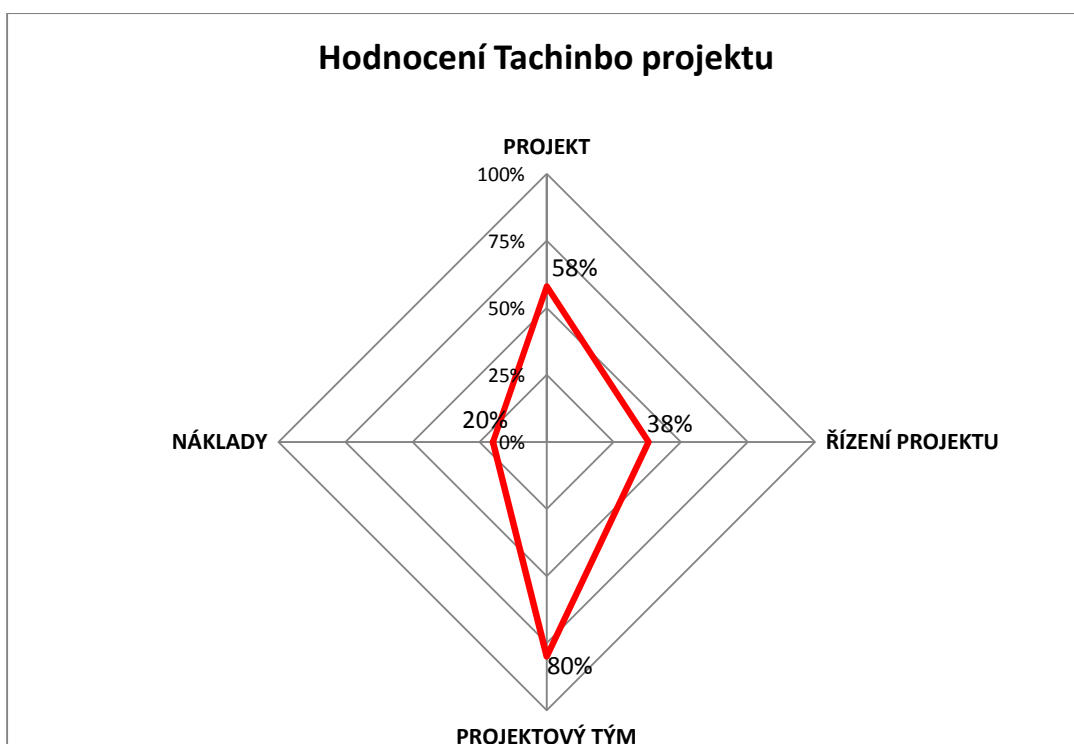 Hodnocení Tachinbo projektu
PROJEKT
100%
75%
58%
50%
25%
20%
38%
NÁKLADY
0%
ŘÍZENÍ PROJEKTU
80%
PROJEKTOVÝ TÝM